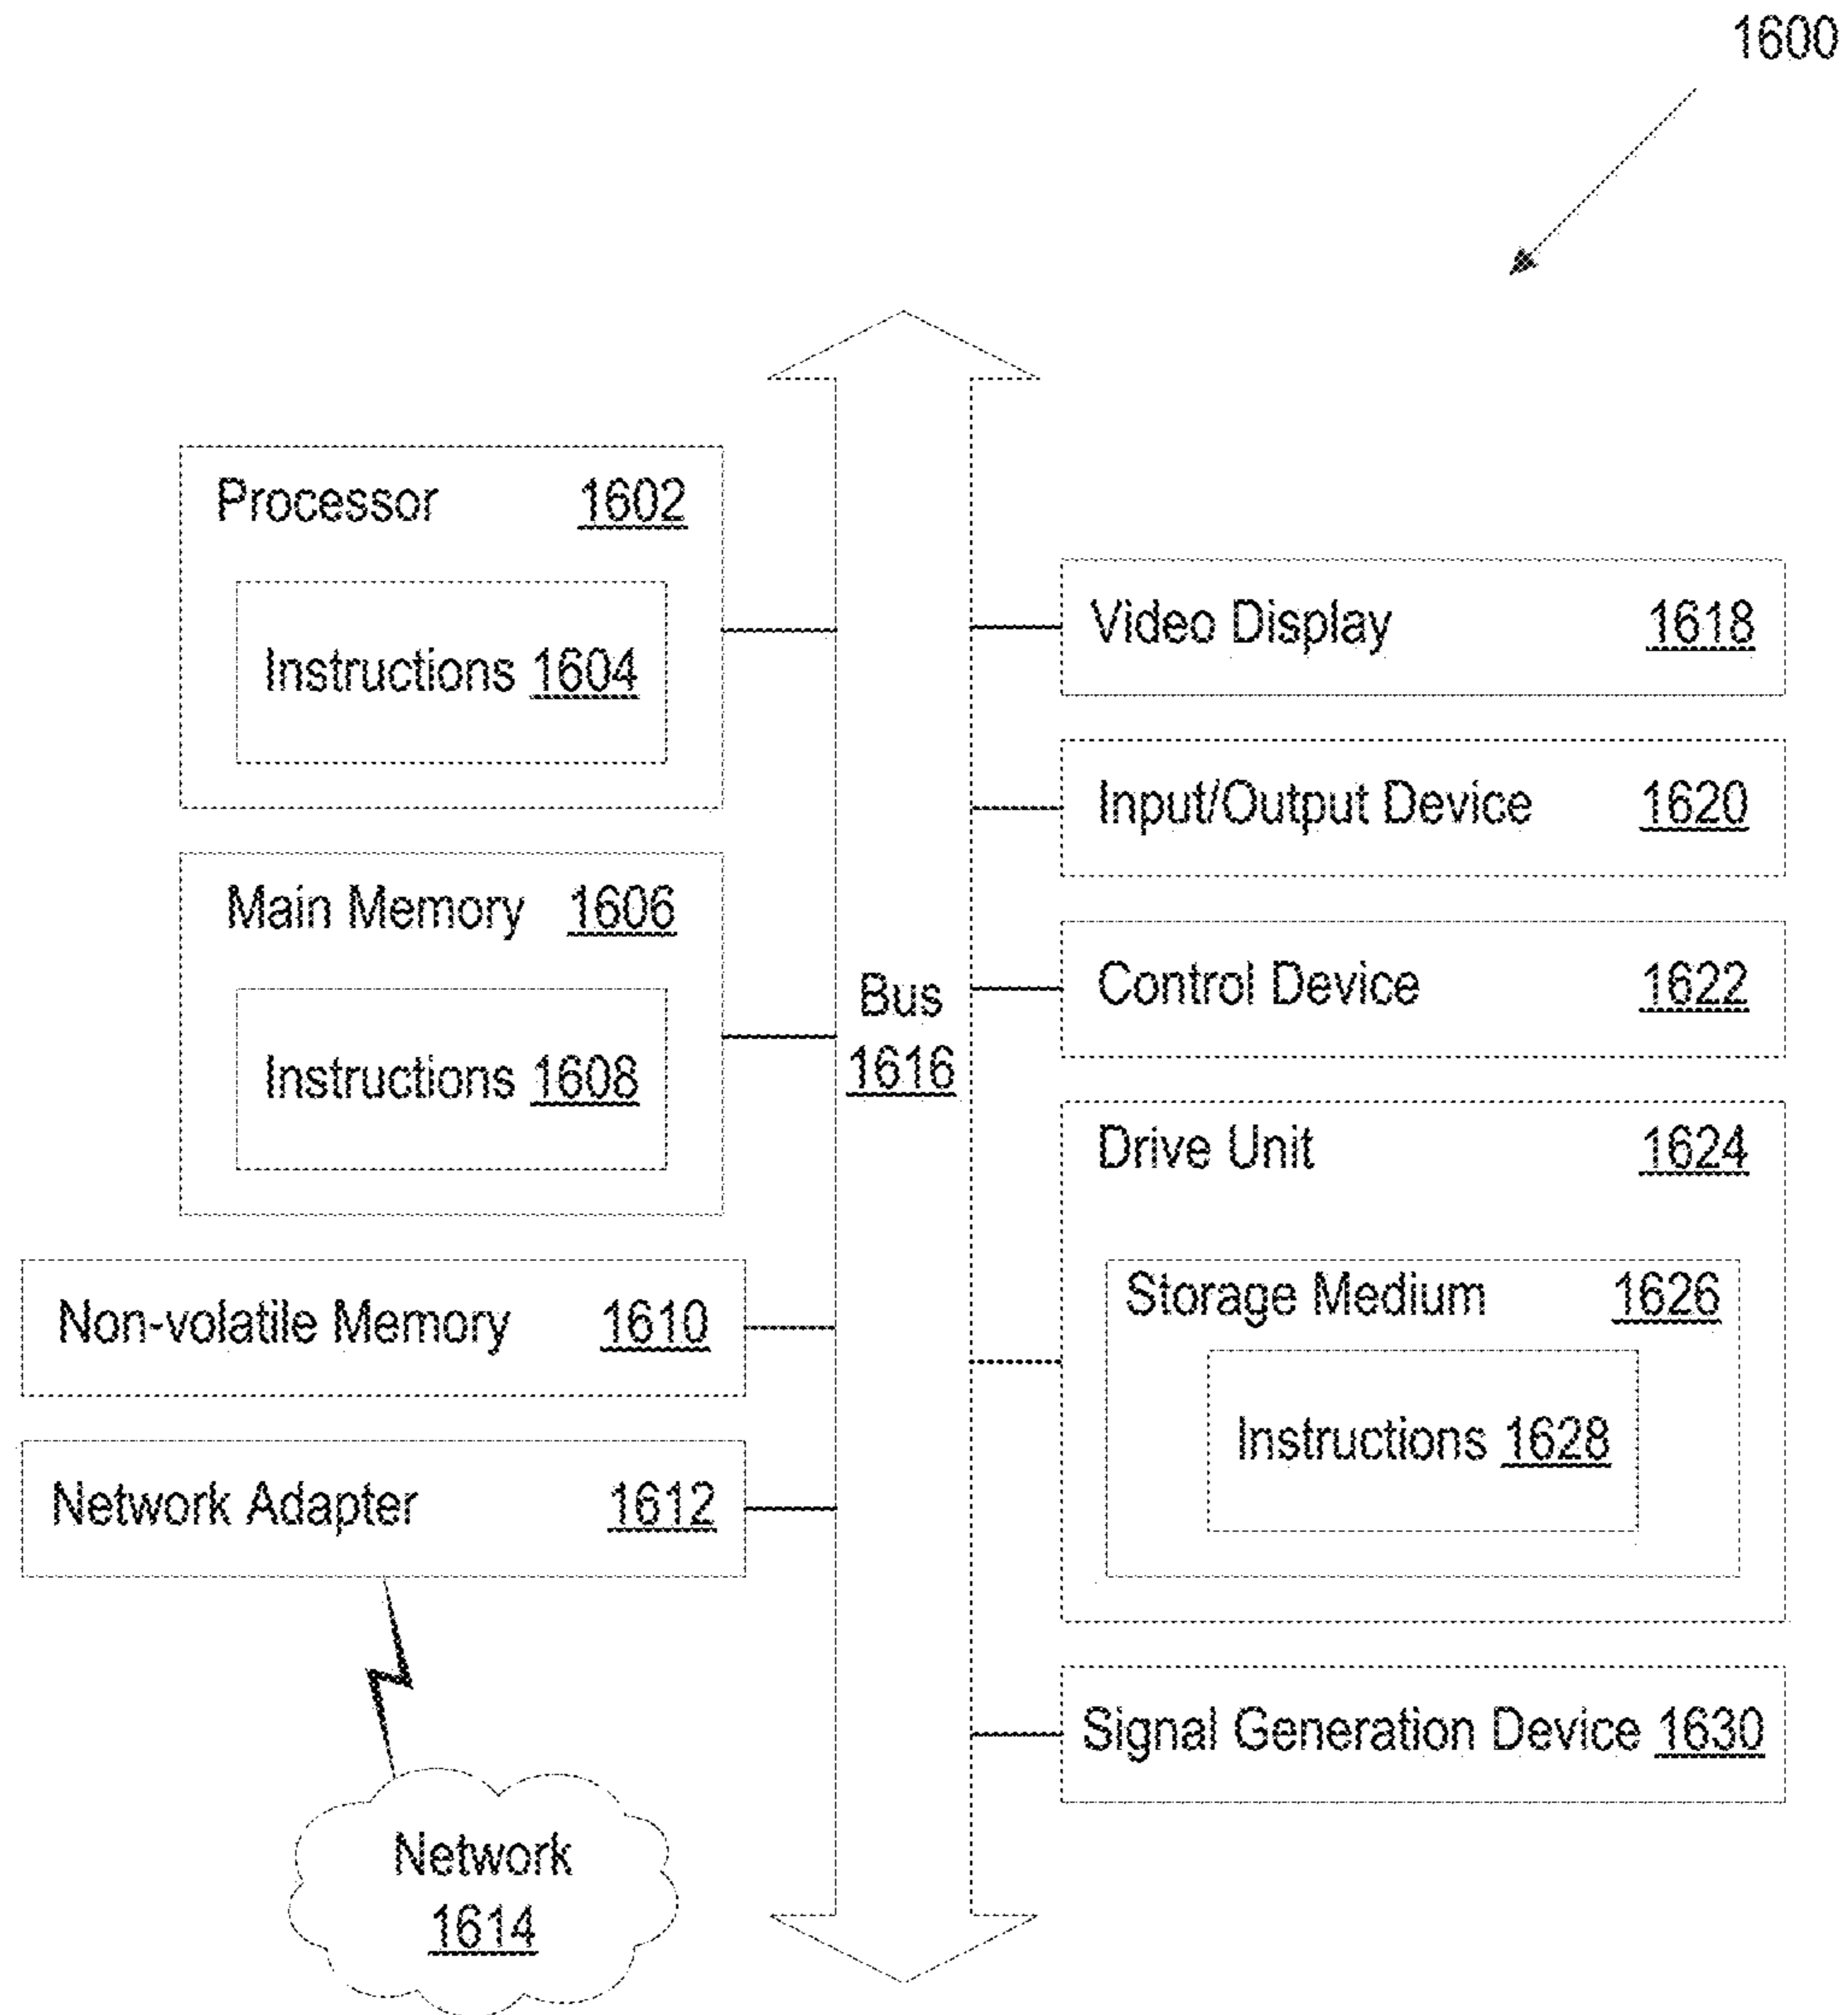 1600
Processor 1602
Instructions 1604
Main Memory 1606
Instructions 1608
Non-volatile Memory 1610
Network Adapter 1612
Network
1614
Bus
1616
Video Display 1618
Input/Output Device 1620
Control Device 1622
Drive Unit 1624
Storage Medium 1626
Instructions 1628
Signal Generation Device 1630